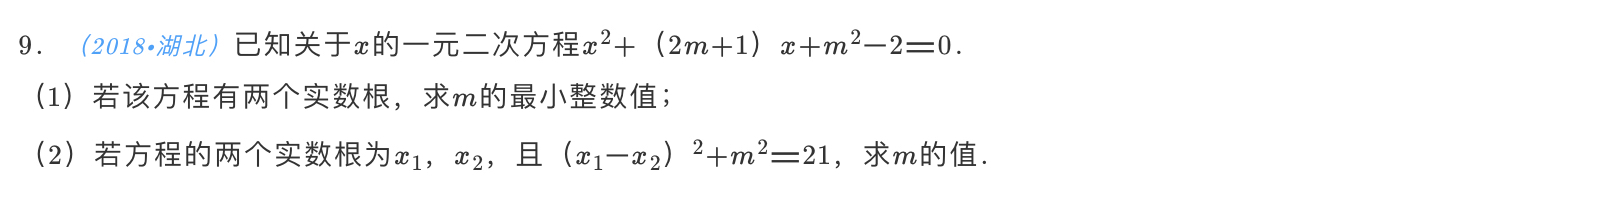 9. （2018•湖北）已知关于x的一元二次方程x²+（2m+1）x+m²−2=0.
（1）若该方程有两个实数根，求m的最小整数值；
（2）若方程的两个实数根为x₁，x₂，且（x₁−x₂）²+m²=21，求m的值.